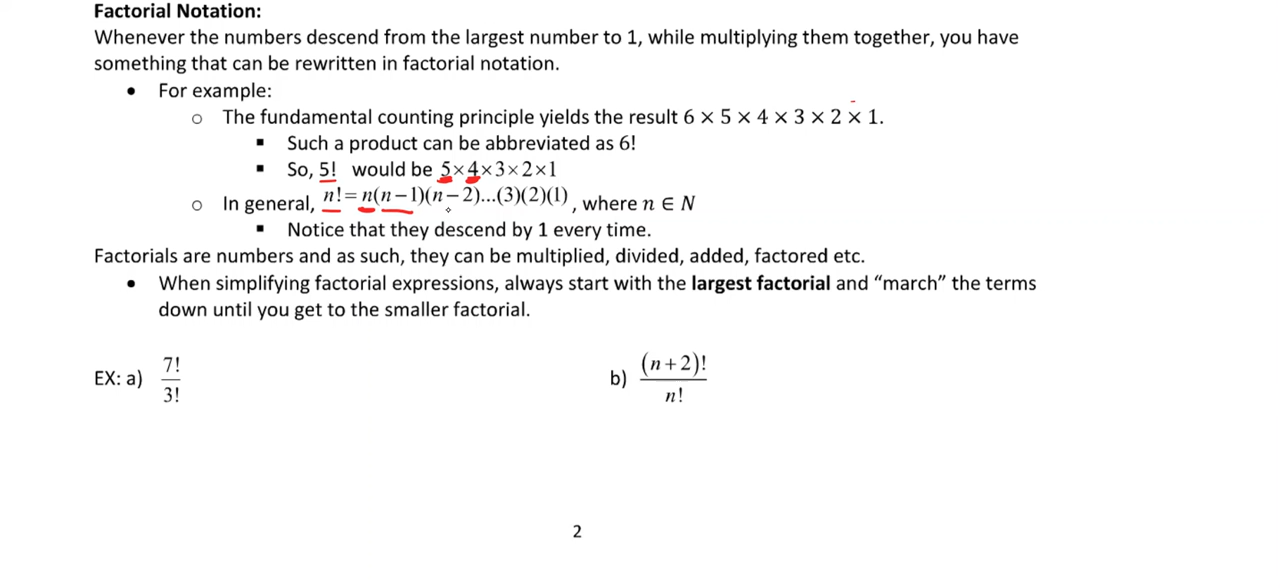 Factorial Notation:
Whenever the numbers descend from the largest number to 1, while multiplying them together, you have
something that can be rewritten in factorial notation.
• For example:
o The fundamental counting principle yields the result 6 × 5 × 4 × 3 × 2 × 1.
▪ Such a product can be abbreviated as 6!
▪ So, 5! would be 5×4×3×2×1
o In general, n!=n(n−1)(n−2)...(3)(2)(1), where n ∈ N
▪ Notice that they descend by 1 every time.
Factorials are numbers and as such, they can be multiplied, divided, added, factored etc.
• When simplifying factorial expressions, always start with the largest factorial and “march” the terms
down until you get to the smaller factorial.
EX: a) 7!/3! b) (n+2)!/n!
2